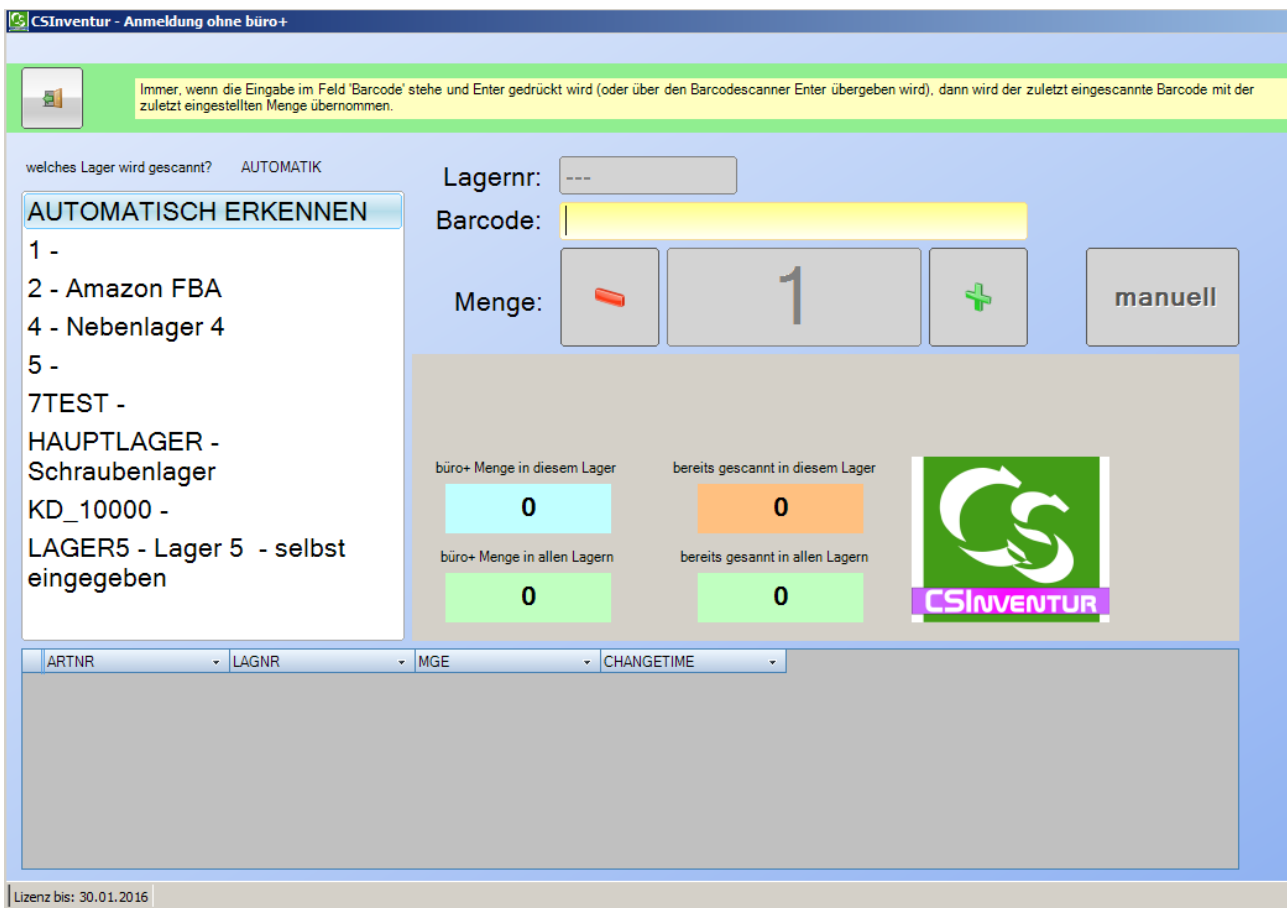 CSInventur - Anmeldung ohne büro+
Immer, wenn die Eingabe im Feld 'Barcode' stehe und Enter gedrückt wird (oder über den Barcodescanner Enter übergeben wird), dann wird der zuletzt eingescannte Barcode mit der
zuletzt eingestellten Menge übernommen.
welches Lager wird gescannt? AUTOMATIK
AUTOMATISCH ERKENNEN
1 -
2 - Amazon FBA
4 - Nebenlager 4
5 -
7TEST -
HAUPTLAGER -
Schraubenlager
KD_10000 -
LAGER5 - Lager 5  - selbst
eingegeben
Lagernr: ---
Barcode:
Menge: 1 manuell
büro+ Menge in diesem Lager bereits gescannt in diesem Lager
0 0
büro+ Menge in allen Lagern bereits gesannt in allen Lagern
0 0
CS
CSINVENTUR
ARTNR LAGNR MGE CHANGETIME
Lizenz bis: 30.01.2016